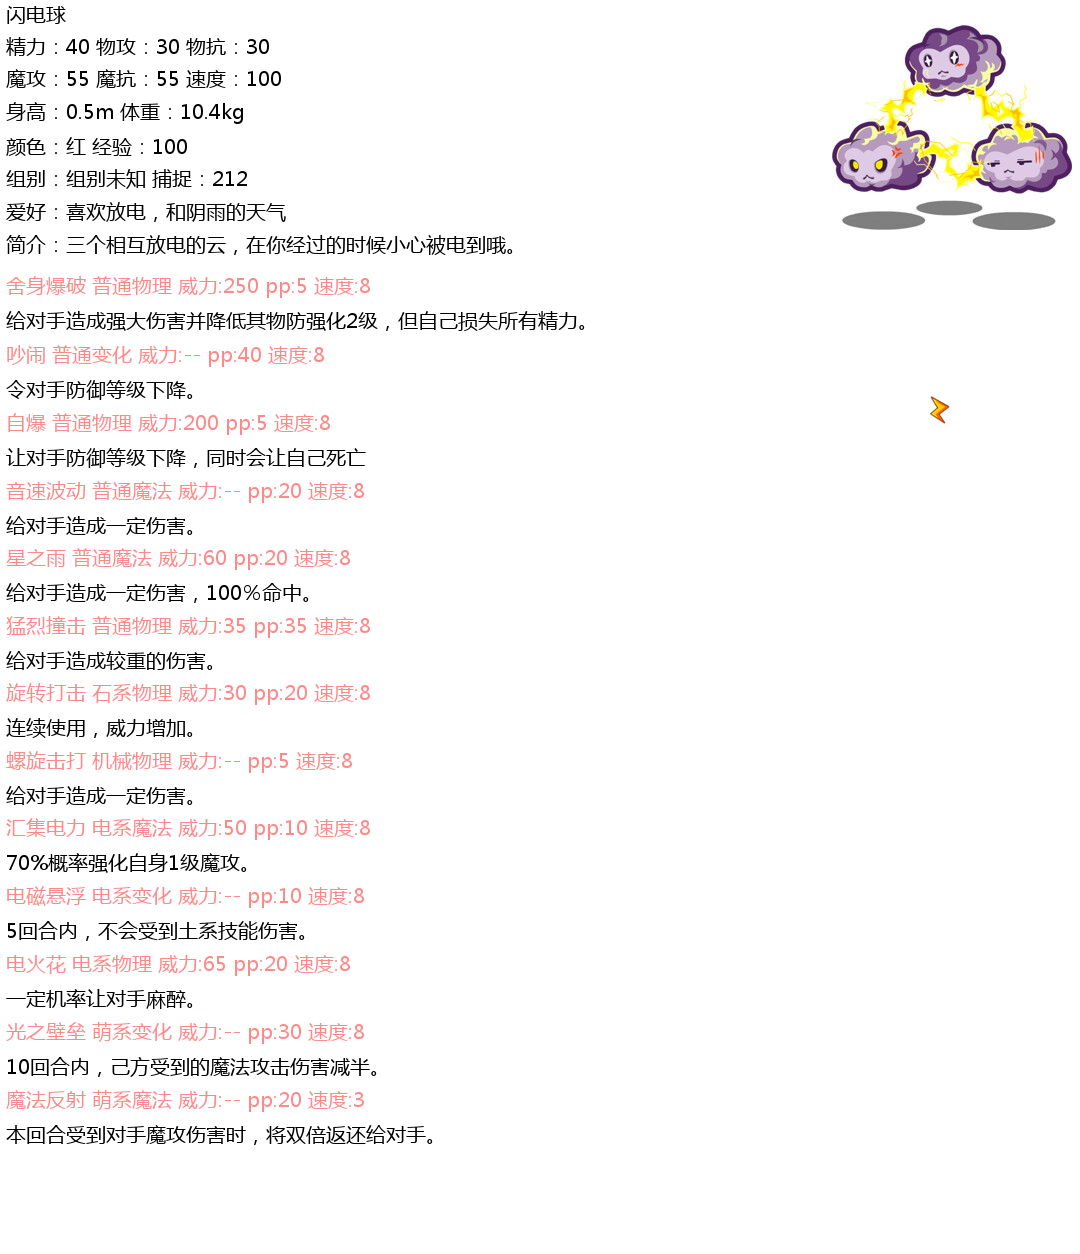 闪电球
精力：40 物攻：30 物抗：30
魔攻：55 魔抗：55 速度：100
身高：0.5m 体重：10.4kg
颜色：红 经验：100
组别：组别未知 捕捉：212
爱好：喜欢放电，和阴雨的天气
简介：三个相互放电的云，在你经过的时候小心被电到哦。
舍身爆破 普通物理 威力:250 pp:5 速度:8
给对手造成强大伤害并降低其物防强化2级，但自己损失所有精力。
吵闹 普通变化 威力:-- pp:40 速度:8
令对手防御等级下降。
自爆 普通物理 威力:200 pp:5 速度:8
让对手防御等级下降，同时会让自己死亡
音速波动 普通魔法 威力:-- pp:20 速度:8
给对手造成一定伤害。
星之雨 普通魔法 威力:60 pp:20 速度:8
给对手造成一定伤害，100%命中。
猛烈撞击 普通物理 威力:35 pp:35 速度:8
给对手造成较重的伤害。
旋转打击 石系物理 威力:30 pp:20 速度:8
连续使用，威力增加。
螺旋击打 机械物理 威力:-- pp:5 速度:8
给对手造成一定伤害。
汇集电力 电系魔法 威力:50 pp:10 速度:8
70%概率强化自身1级魔攻。
电磁悬浮 电系变化 威力:-- pp:10 速度:8
5回合内，不会受到土系技能伤害。
电火花 电系物理 威力:65 pp:20 速度:8
一定机率让对手麻醉。
光之壁垒 萌系变化 威力:-- pp:30 速度:8
10回合内，己方受到的魔法攻击伤害减半。
魔法反射 萌系魔法 威力:-- pp:20 速度:3
本回合受到对手魔攻伤害时，将双倍返还给对手。